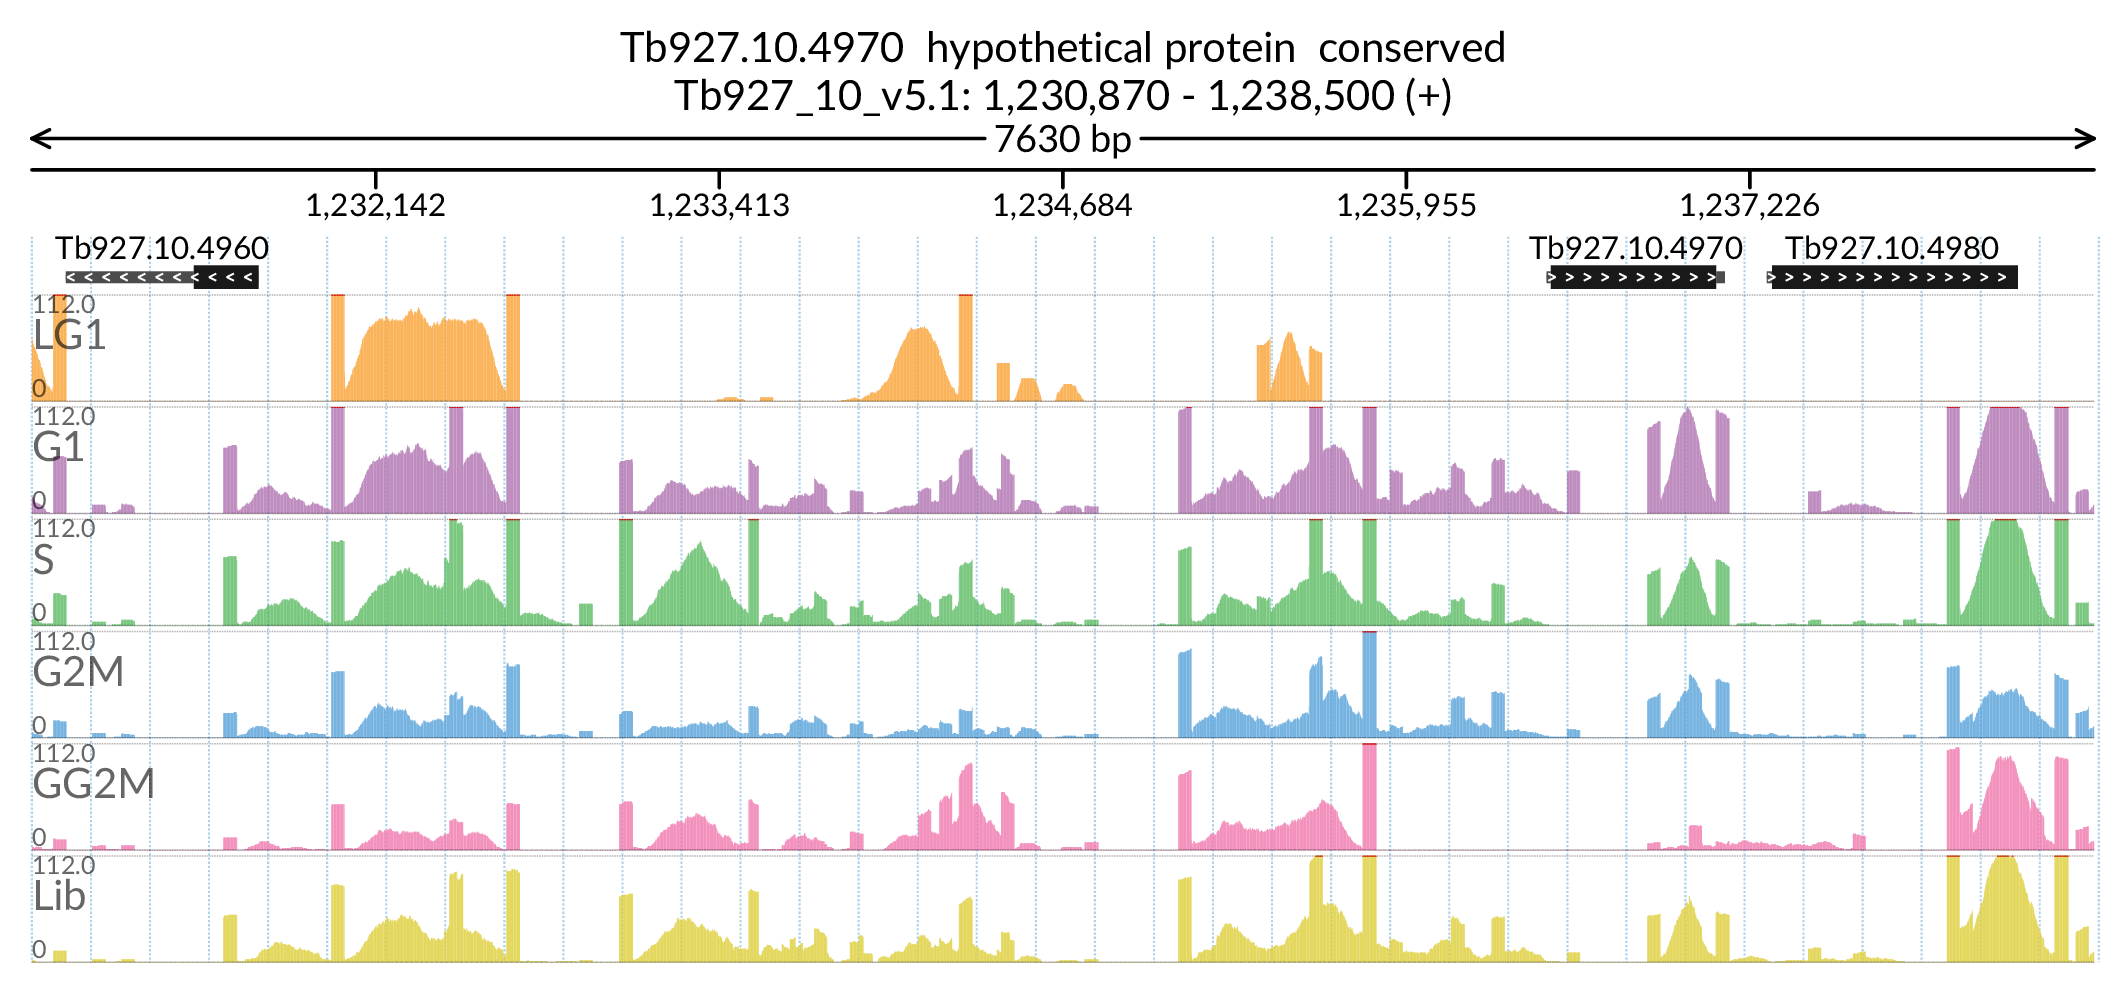 Tb927.10.4970  hypothetical protein  conserved
Tb927_10_v5.1: 1,230,870 - 1,238,500 (+)
7630 bp
1,232,142 1,233,413 1,234,684 1,235,955 1,237,226
Tb927.10.4960 Tb927.10.4970 Tb927.10.4980
112.0
LG1
0
112.0
G1
0
112.0
S
0
112.0
G2M
0
112.0
GG2M
0
112.0
Lib
0